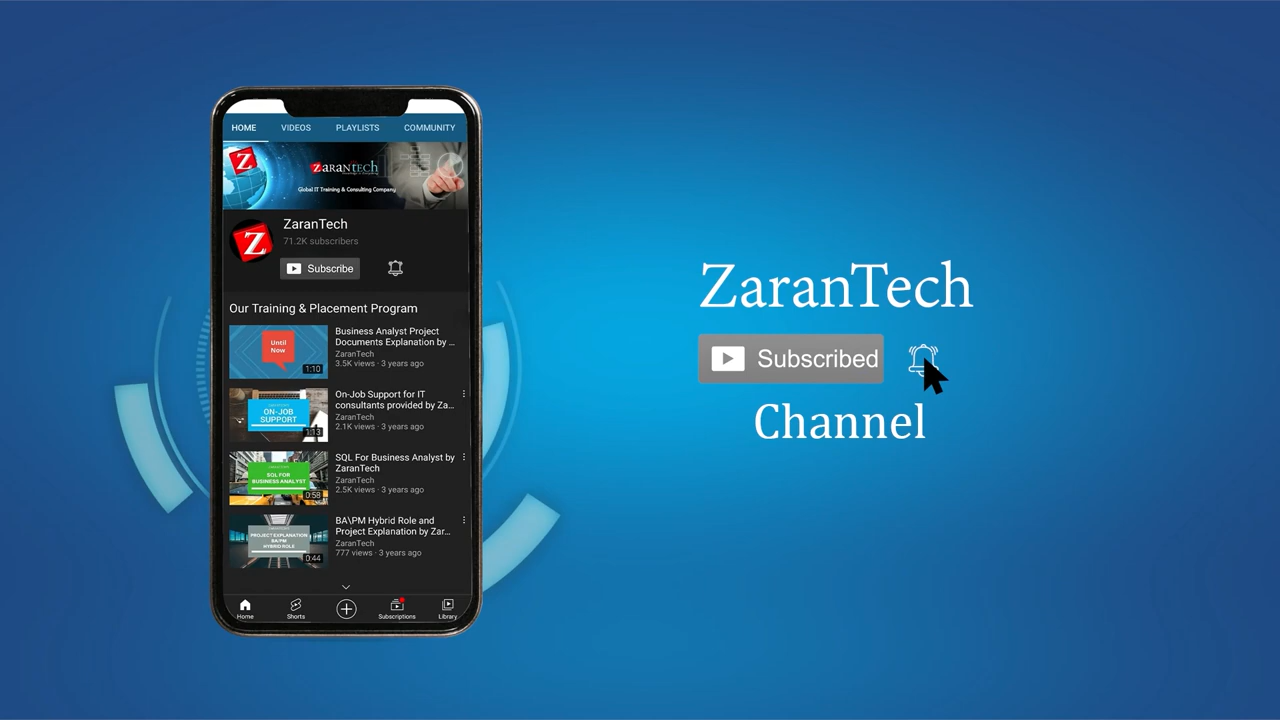 HOME VIDEOS PLAYLISTS COMMUNITY
Z
ZARANTECH
Global IT Training & Consulting Company
Z
ZaranTech
71.2K subscribers
Subscribe
Our Training & Placement Program
Until
Now
1:10
Business Analyst Project
Documents Explanation by ...
ZaranTech
3.5K views · 3 years ago
ON-JOB
SUPPORT
1:13
On-Job Support for IT
consultants provided by Za...
ZaranTech
2.1K views · 3 years ago
SQL FOR
BUSINESS ANALYST
0:58
SQL For Business Analyst by
ZaranTech
ZaranTech
2.5K views · 3 years ago
PROJECT EXPLANATION
BA/PM
HYBRID ROLE
0:44
BA\PM Hybrid Role and
Project Explanation by Zar...
ZaranTech
777 views · 3 years ago
Home Shorts Subscriptions Library
ZaranTech
Subscribed
Channel